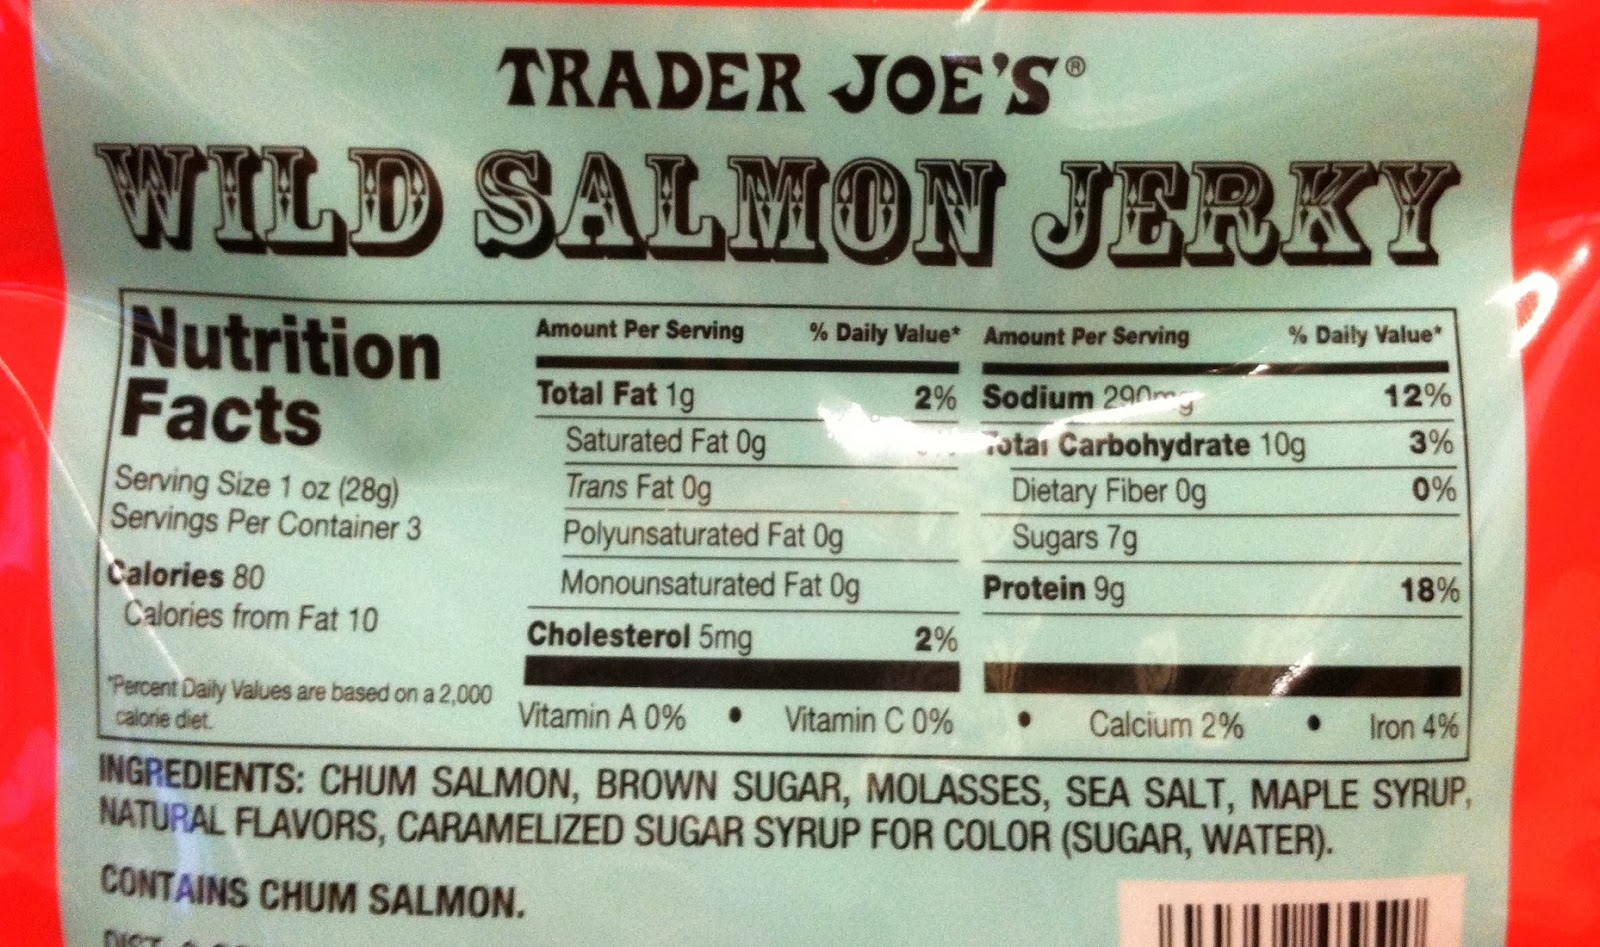 TRADER JOE'S®
WILD SALMON JERKY
Nutrition
Facts
Serving Size 1 oz (28g)
Servings Per Container 3
Calories 80
Calories from Fat 10
*Percent Daily Values are based on a 2,000
calorie diet.
Amount Per Serving % Daily Value*
Total Fat 1g 2%
Saturated Fat 0g
Trans Fat 0g
Polyunsaturated Fat 0g
Monounsaturated Fat 0g
Cholesterol 5mg 2%
Amount Per Serving % Daily Value*
Sodium 290mg 12%
Total Carbohydrate 10g 3%
Dietary Fiber 0g 0%
Sugars 7g
Protein 9g 18%
Vitamin A 0% • Vitamin C 0% • Calcium 2% • Iron 4%
INGREDIENTS: CHUM SALMON, BROWN SUGAR, MOLASSES, SEA SALT, MAPLE SYRUP,
NATURAL FLAVORS, CARAMELIZED SUGAR SYRUP FOR COLOR (SUGAR, WATER).
CONTAINS CHUM SALMON.